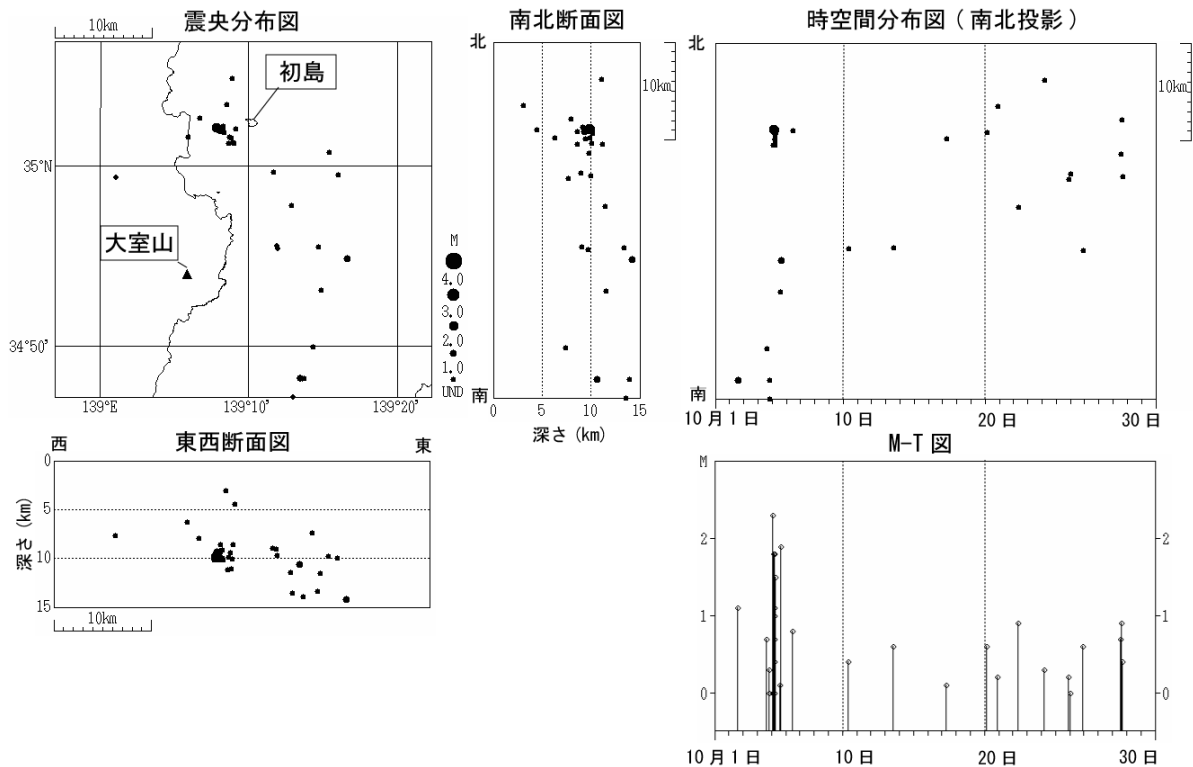 震央分布図
10km
初島
35°N
大室山
34°50'
139°E
139°10'
139°20'
M
4.0
3.0
2.0
1.0
UND
南北断面図
北
10km
南
0
5
10
15
深さ(km)
時空間分布図(南北投影)
北
10km
南
10月1日
10日
20日
30日
東西断面図
西
東
0
5
10
15
深さ(km)
10km
M-T図
M
2
1
0
2
1
0
10月1日
10日
20日
30日